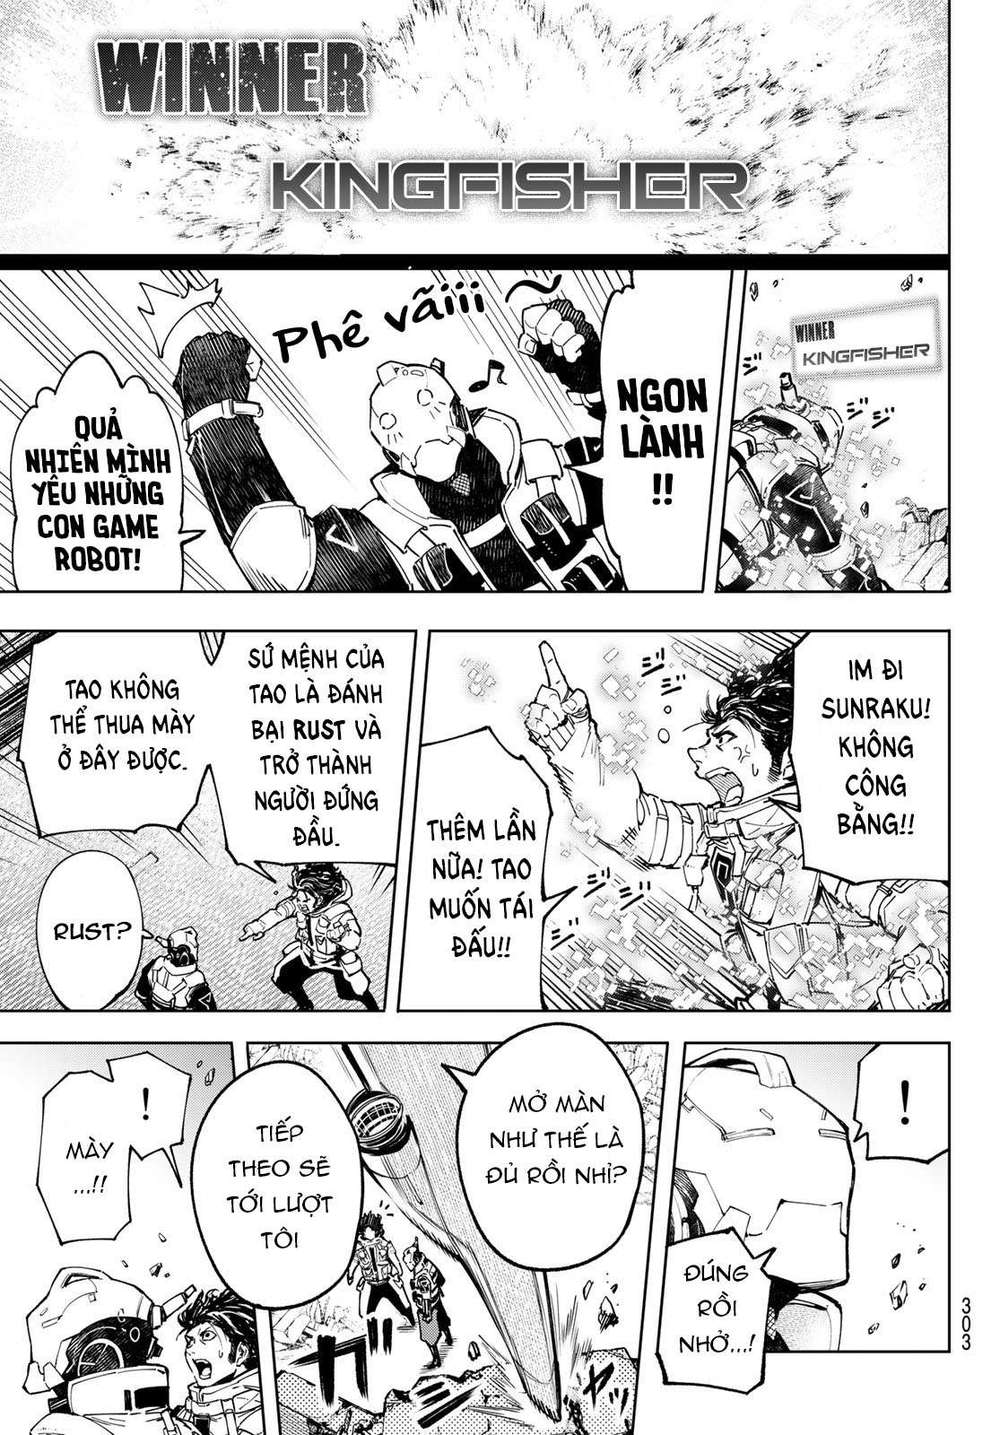 WINNER
KINGFISHER
WINNER
KINGFISHER
NGON
LÀNH
!!
Phê vãiii ~
QUẢ
NHIÊN MÌNH
YÊU NHỮNG
CON GAME
ROBOT!
IM ĐI
SUNRAKU!
KHÔNG
CÔNG
BẰNG!!
THÊM LẦN
NỮA! TAO
MUỐN TÁI
ĐẤU!!
SỨ MỆNH CỦA
TAO LÀ ĐÁNH
BẠI RUST VÀ
TRỞ THÀNH
NGƯỜI ĐỨNG
ĐẦU.
TAO KHÔNG
THỂ THUA MÀY
Ở ĐÂY ĐƯỢC.
RUST?
!
ĐÚNG
RỒI
NHỞ...!
MỞ MÀN
NHƯ THẾ LÀ
ĐỦ RỒI NHỈ?
TIẾP
THEO SẼ
TỚI LƯỢT
TÔI
!
MÀY
...!!
303